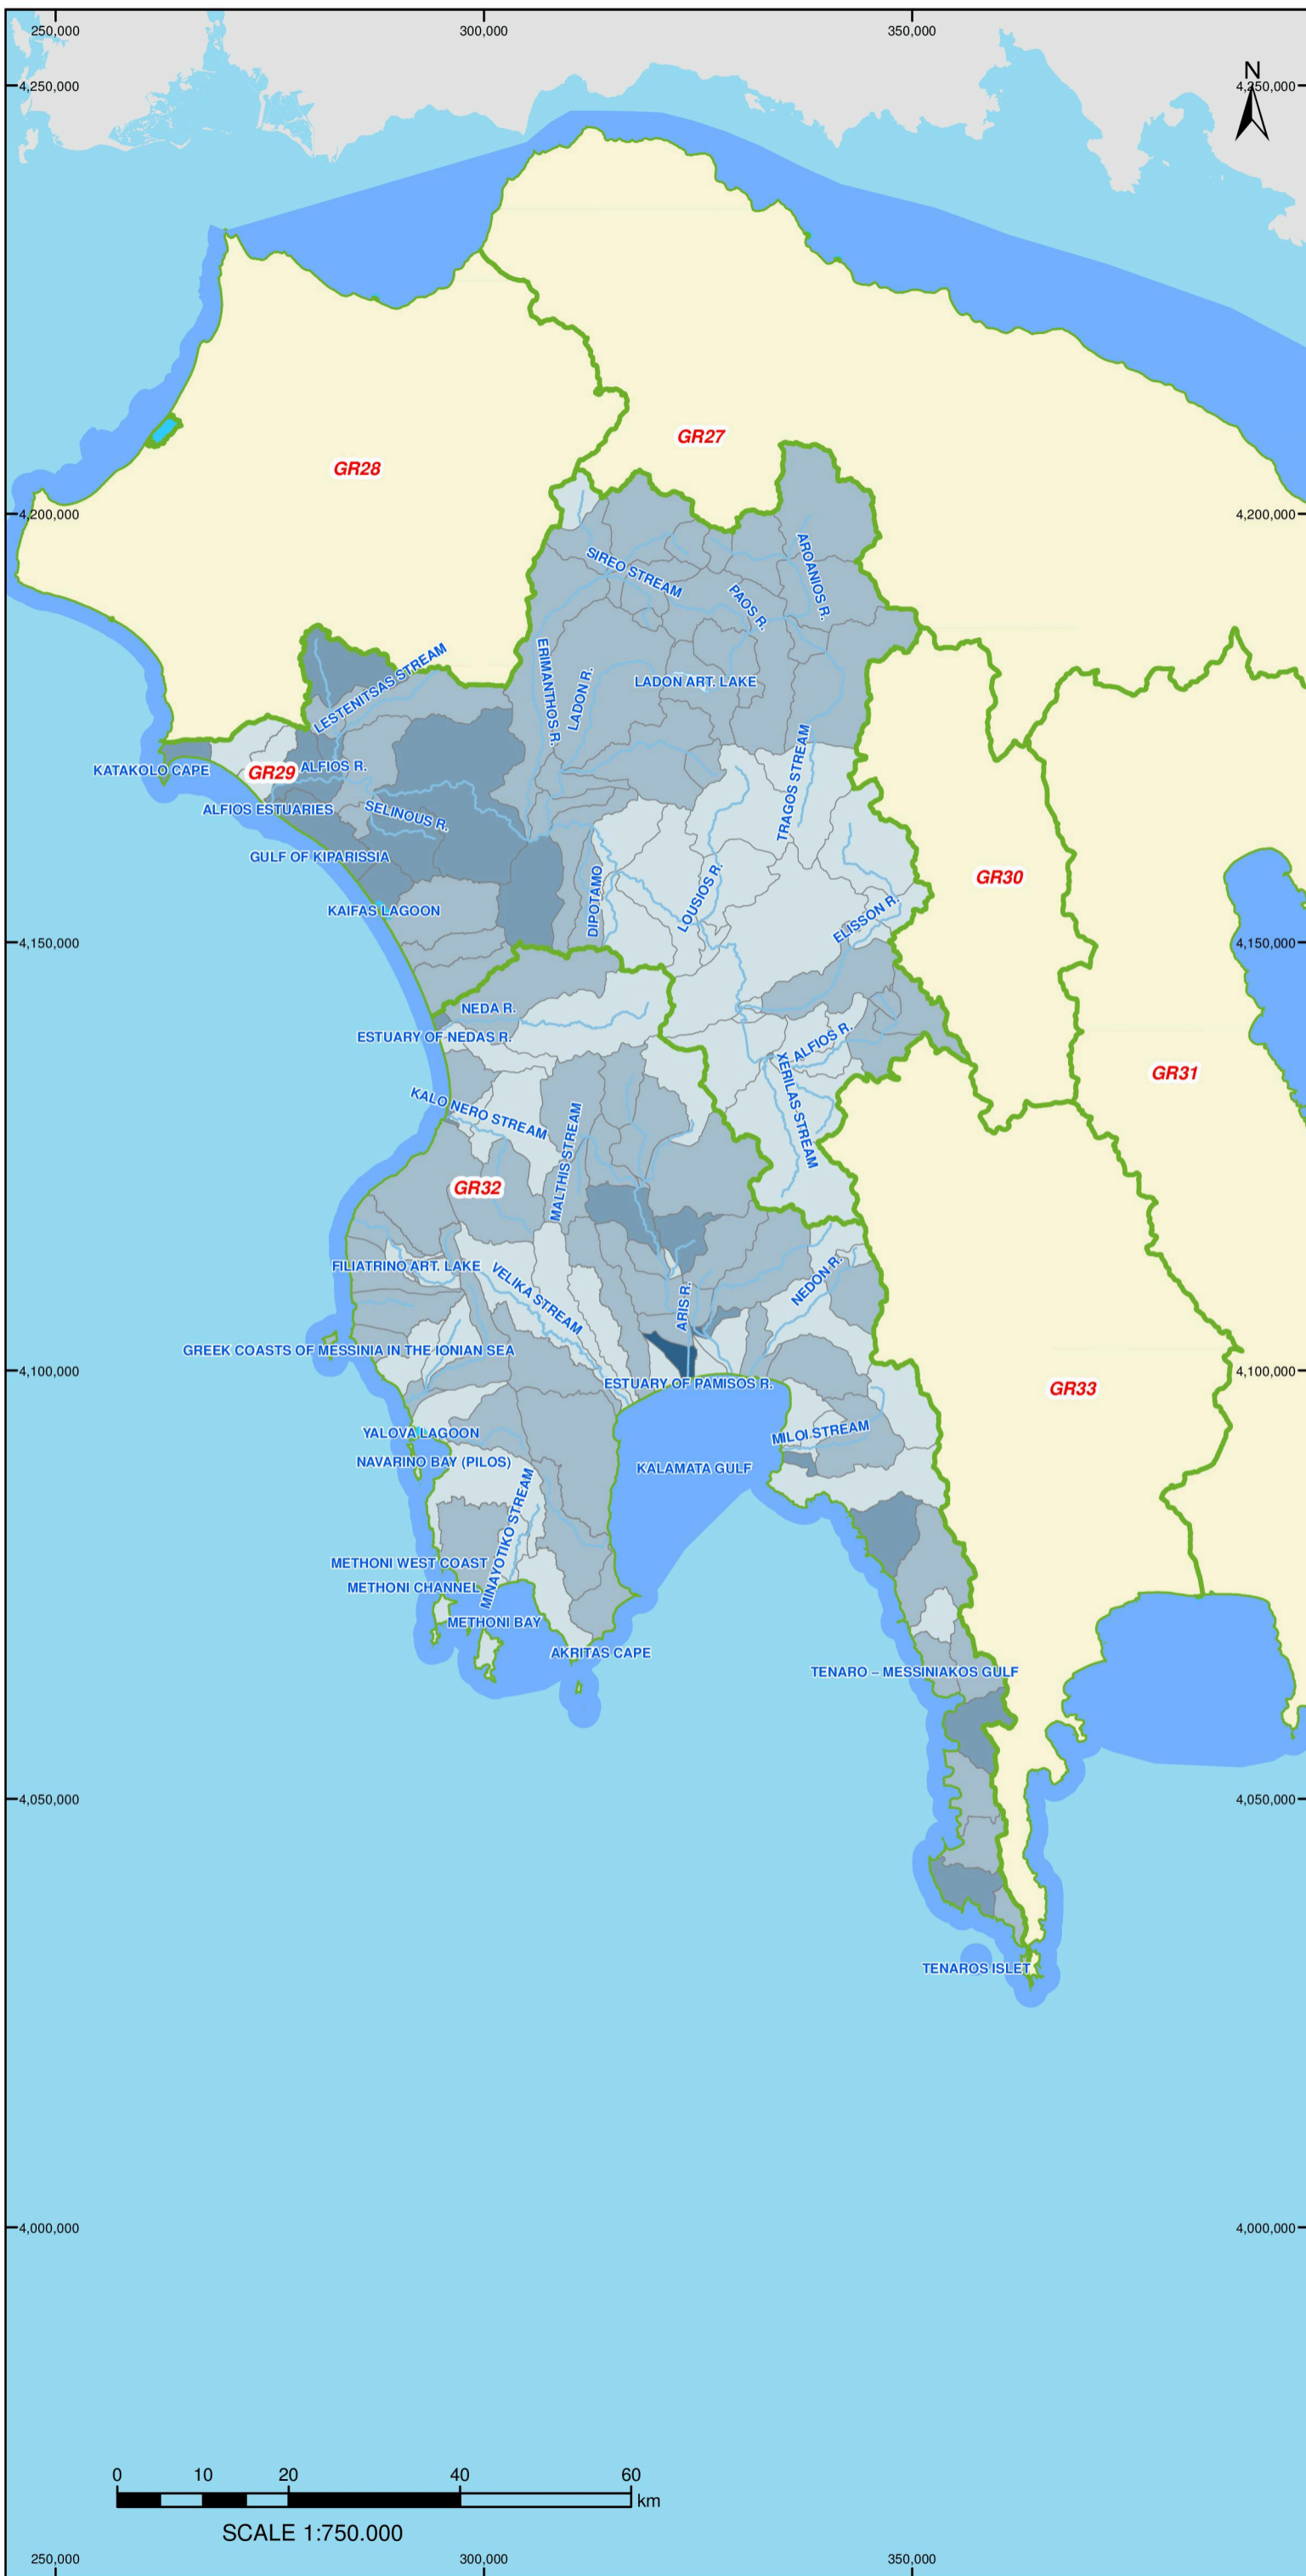 250,000 300,000 350,000
N
4,250,000 4,250,000
GR27
GR28
4,200,000 4,200,000
SIREO STREAM
AROANIOS R.
PAOS R.
LESTENITSAS STREAM
ERIMANTHOS R.
LADON R.
LADON ART. LAKE
TRAGOS STREAM
KATAKOLO CAPE
GR29
ALFIOS R.
ALFIOS ESTUARIES
SELINOUS R.
GULF OF KIPARISSIA
GR30
KAIFAS LAGOON
DIPOTAMO
LOUSIOS R.
ELISSON R.
4,150,000 4,150,000
NEDA R.
ESTUARY OF NEDAS R.
ALFIOS R.
GR31
XERILAS STREAM
KALO NERO STREAM
MALTHIS STREAM
GR32
FILIATRINO ART. LAKE
VELIKA STREAM
NEDON R.
ARIS R.
GREEK COASTS OF MESSINIA IN THE IONIAN SEA
4,100,000 4,100,000
ESTUARY OF PAMISOS R.
GR33
YALOVA LAGOON
MILOI STREAM
NAVARINO BAY (PILOS)
KALAMATA GULF
MINAYOTIKO STREAM
METHONI WEST COAST
METHONI CHANNEL
METHONI BAY
AKRITAS CAPE
TENARO – MESSINIAKOS GULF
4,050,000 4,050,000
TENAROS ISLET
4,000,000 4,000,000
0 10 20 40 60
km
SCALE 1:750.000
250,000 300,000 350,000